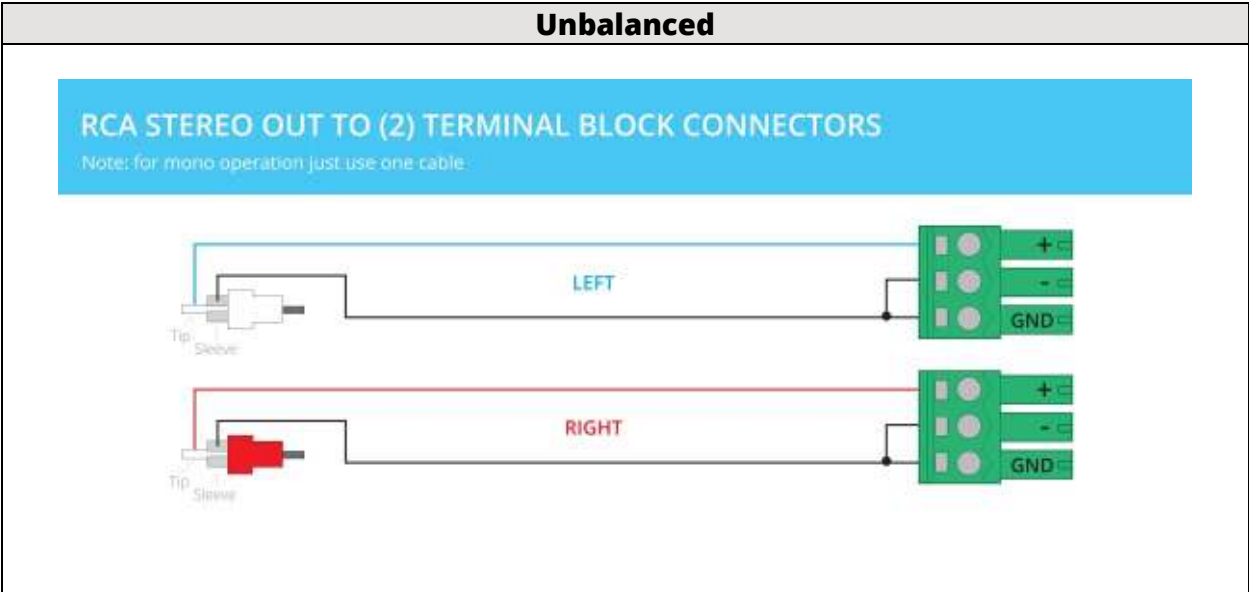 Unbalanced
RCA STEREO OUT TO (2) TERMINAL BLOCK CONNECTORS
Note: for mono operation just use one cable
+
LEFT
-
GND
Tip
Sleeve
+
RIGHT
-
GND
Tip
Sleeve